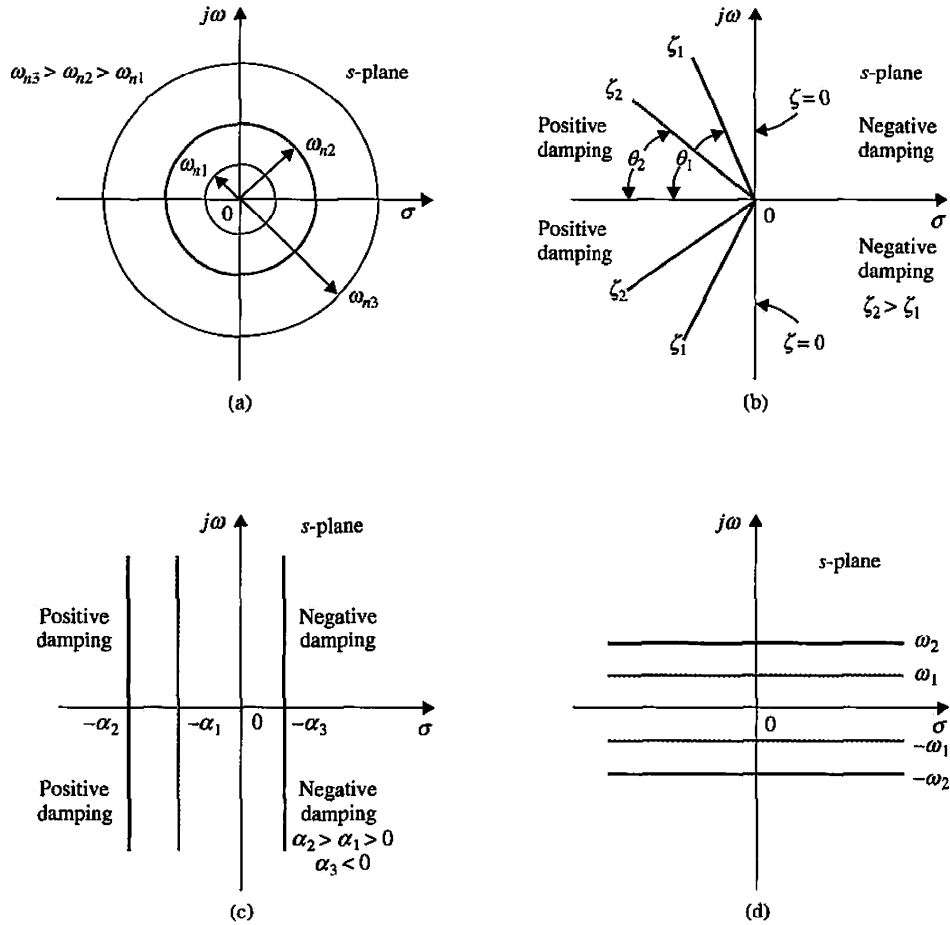 jω
ωn3 > ωn2 > ωn1
s-plane
ωn2
ωn1
0
σ
ωn3
(a)
jω
ζ1
s-plane
ζ2
ζ = 0
Positive
damping
Negative
damping
θ2
θ1
0
σ
Positive
damping
Negative
damping
ζ2
ζ2 > ζ1
ζ1
ζ = 0
(b)
jω
s-plane
Positive
damping
Negative
damping
−α2
−α1
0
−α3
σ
Positive
damping
Negative
damping
α2 > α1 > 0
α3 < 0
(c)
jω
s-plane
ω2
ω1
0
σ
−ω1
−ω2
(d)